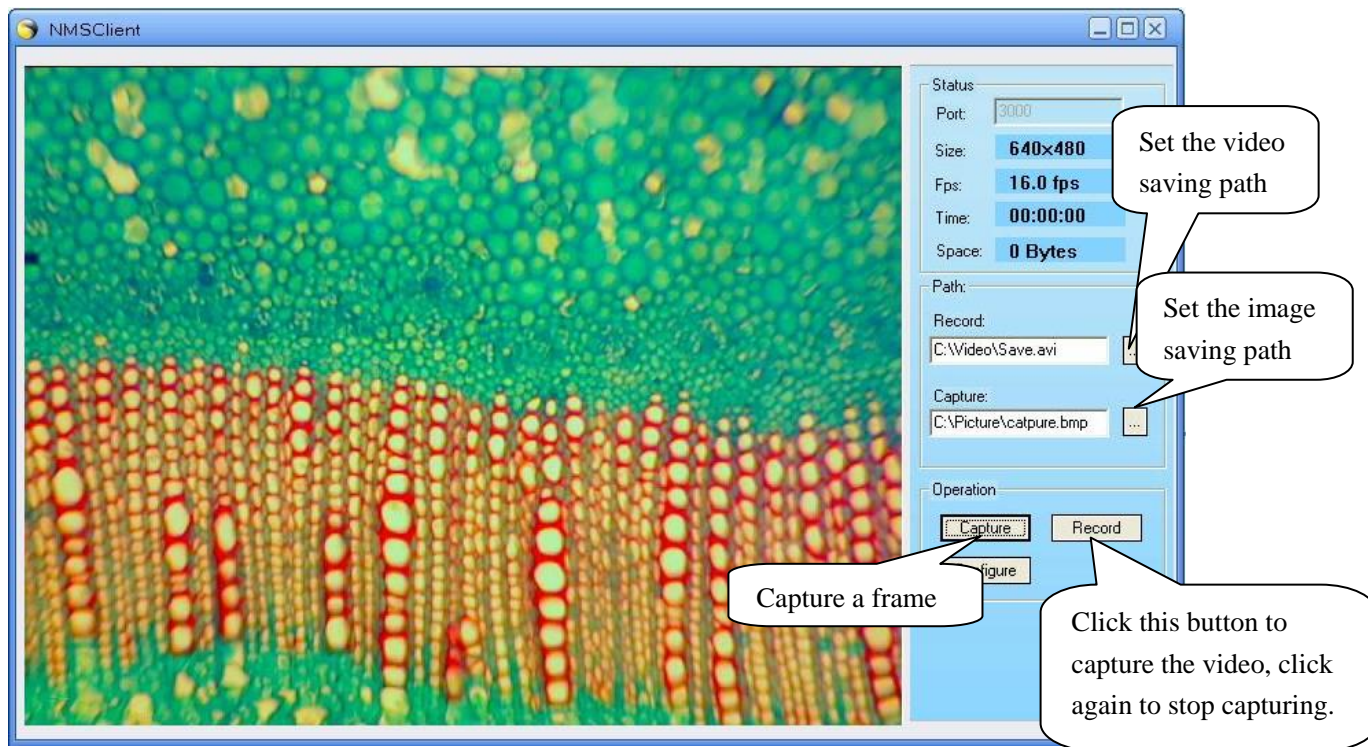 NMSClient
Status
Port: 3000
Size: 640×480
Fps: 16.0 fps
Time: 00:00:00
Space: 0 Bytes
Path:
Record:
C:\Video\Save.avi
...
Capture:
C:\Picture\catpure.bmp
...
Operation
Capture
Record
figure
Set the video
saving path
Set the image
saving path
Capture a frame
Click this button to
capture the video, click
again to stop capturing.